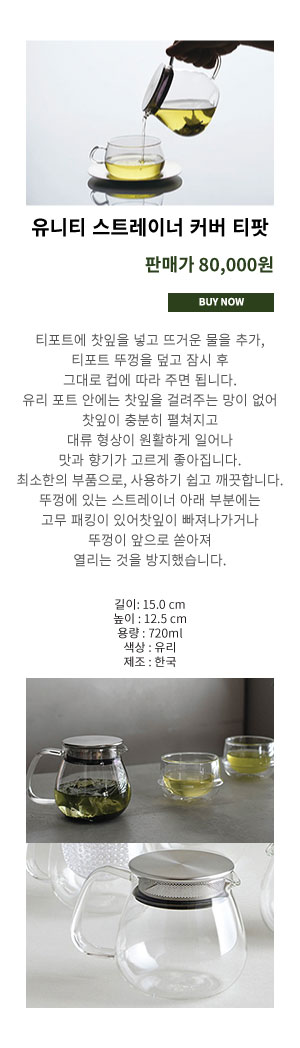 유니티 스트레이너 커버 티팟
판매가 80,000원
BUY NOW
티포트에 찻잎을 넣고 뜨거운 물을 추가,
티포트 뚜껑을 덮고 잠시 후
그대로 컵에 따라 주면 됩니다.
유리 포트 안에는 찻잎을 걸려주는 망이 없어
찻잎이 충분히 펼쳐지고
대류 형상이 원활하게 일어나
맛과 향기가 고르게 좋아집니다.
최소한의 부품으로, 사용하기 쉽고 깨끗합니다.
뚜껑에 있는 스트레이너 아래 부분에는
고무 패킹이 있어찻잎이 빠져나가거나
뚜껑이 앞으로 쏟아져
열리는 것을 방지했습니다.
길이: 15.0 cm
높이 : 12.5 cm
용량 : 720ml
색상 : 유리
제조 : 한국